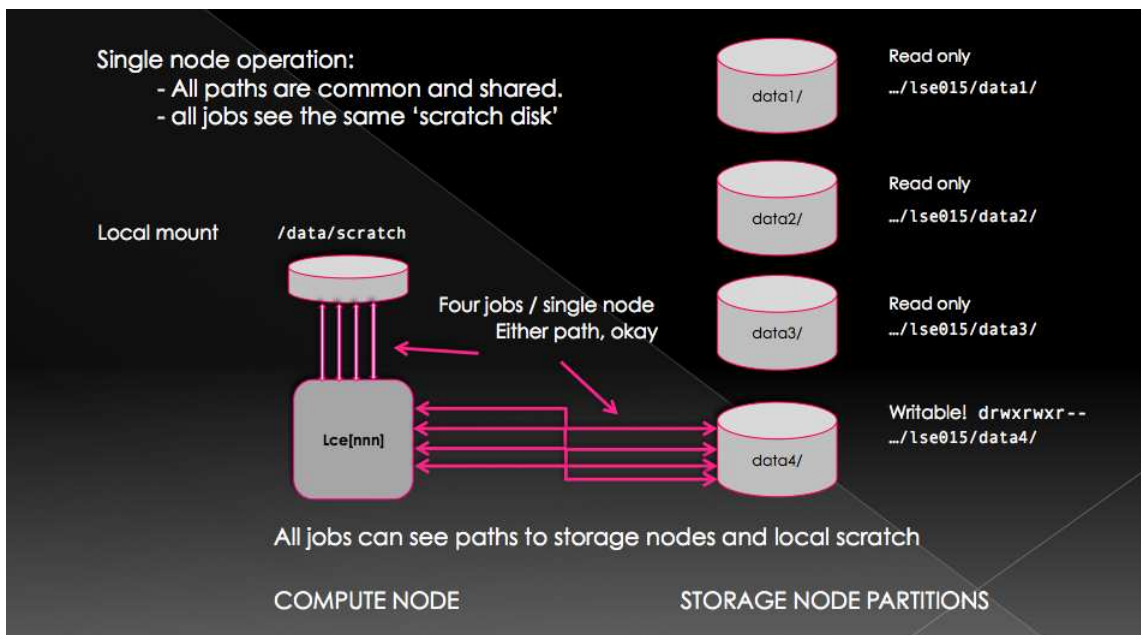 Single node operation:
- All paths are common and shared.
- all jobs see the same ‘scratch disk’
Local mount
/data/scratch
Four jobs / single node
Either path, okay
Lce[nnn]
data1/
Read only
…/lse015/data1/
data2/
Read only
…/lse015/data2/
data3/
Read only
…/lse015/data3/
data4/
Writable! drwxrwxr--
…/lse015/data4/
All jobs can see paths to storage nodes and local scratch
COMPUTE NODE
STORAGE NODE PARTITIONS